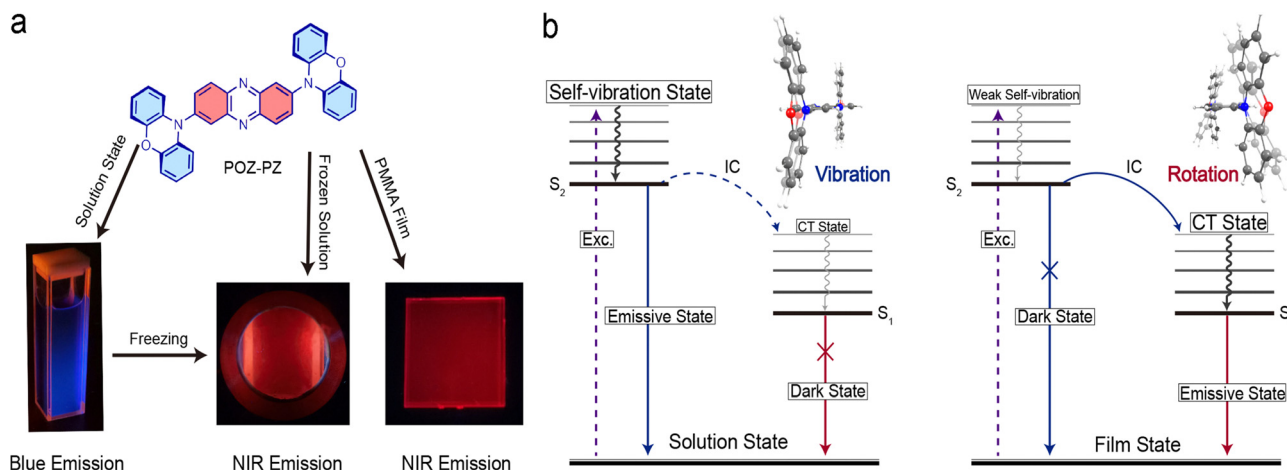 a
N
O
N
N
N
O
POZ-PZ
Solution State
Frozen
Solution
PMMA Film
Freezing
Blue Emission
NIR Emission
NIR Emission
b
Self-vibration State
S2
IC
Vibration
CT State
Exc.
Emissive State
S1
Dark State
Solution State
Weak Self-vibration
S2
IC
Rotation
CT State
Exc.
Dark State
S
Emissive State
Film State